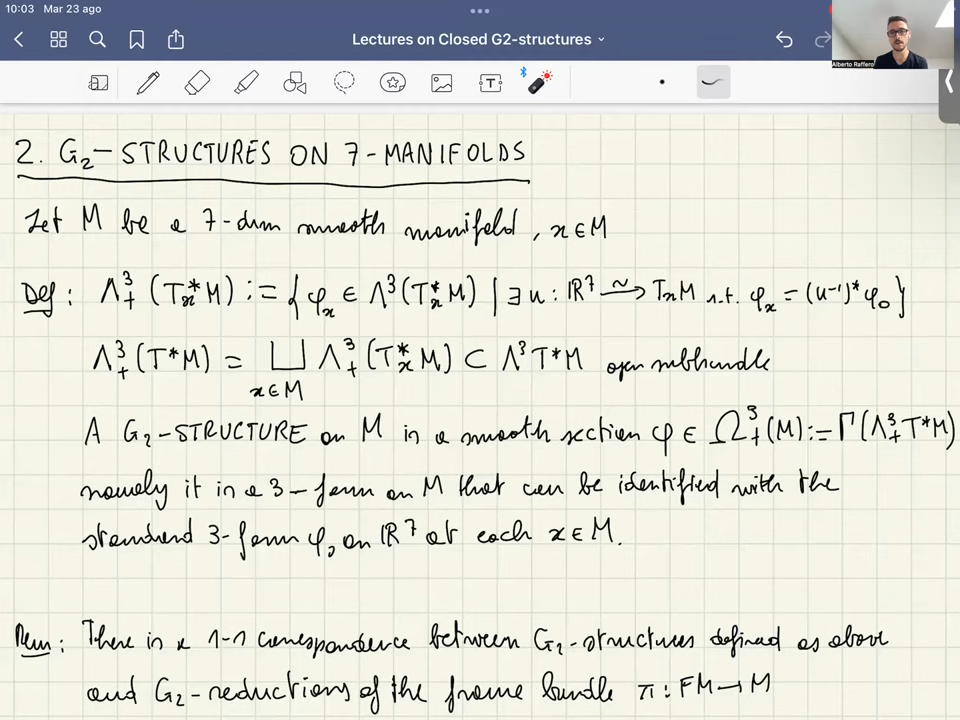 10:03 Mar 23 ago
Lectures on Closed G2-structures
Alberto Raffero
2. G₂-STRUCTURES ON 7-MANIFOLDS
Let M be a 7-dim smooth manifold, x ∈ M
Def: Λ³₊(Tₓ*M) := { φₓ ∈ Λ³(Tₓ*M) | ∃ u : ℝ⁷ ⥲ TₓM s.t. φₓ = (u⁻¹)*φ₀ }
Λ³₊(T*M) = ⨆_{x∈M} Λ³₊(Tₓ*M) ⊂ Λ³T*M open subbundle
A G₂-STRUCTURE on M is a smooth section φ ∈ Ω³₊(M) := Γ(Λ³₊T*M)
namely it is a 3-form on M that can be identified with the
standard 3-form φ₀ on ℝ⁷ at each x ∈ M.
Rem: There is a 1-1 correspondence between G₂-structures defined as above
and G₂-reductions of the frame bundle π : FM → M